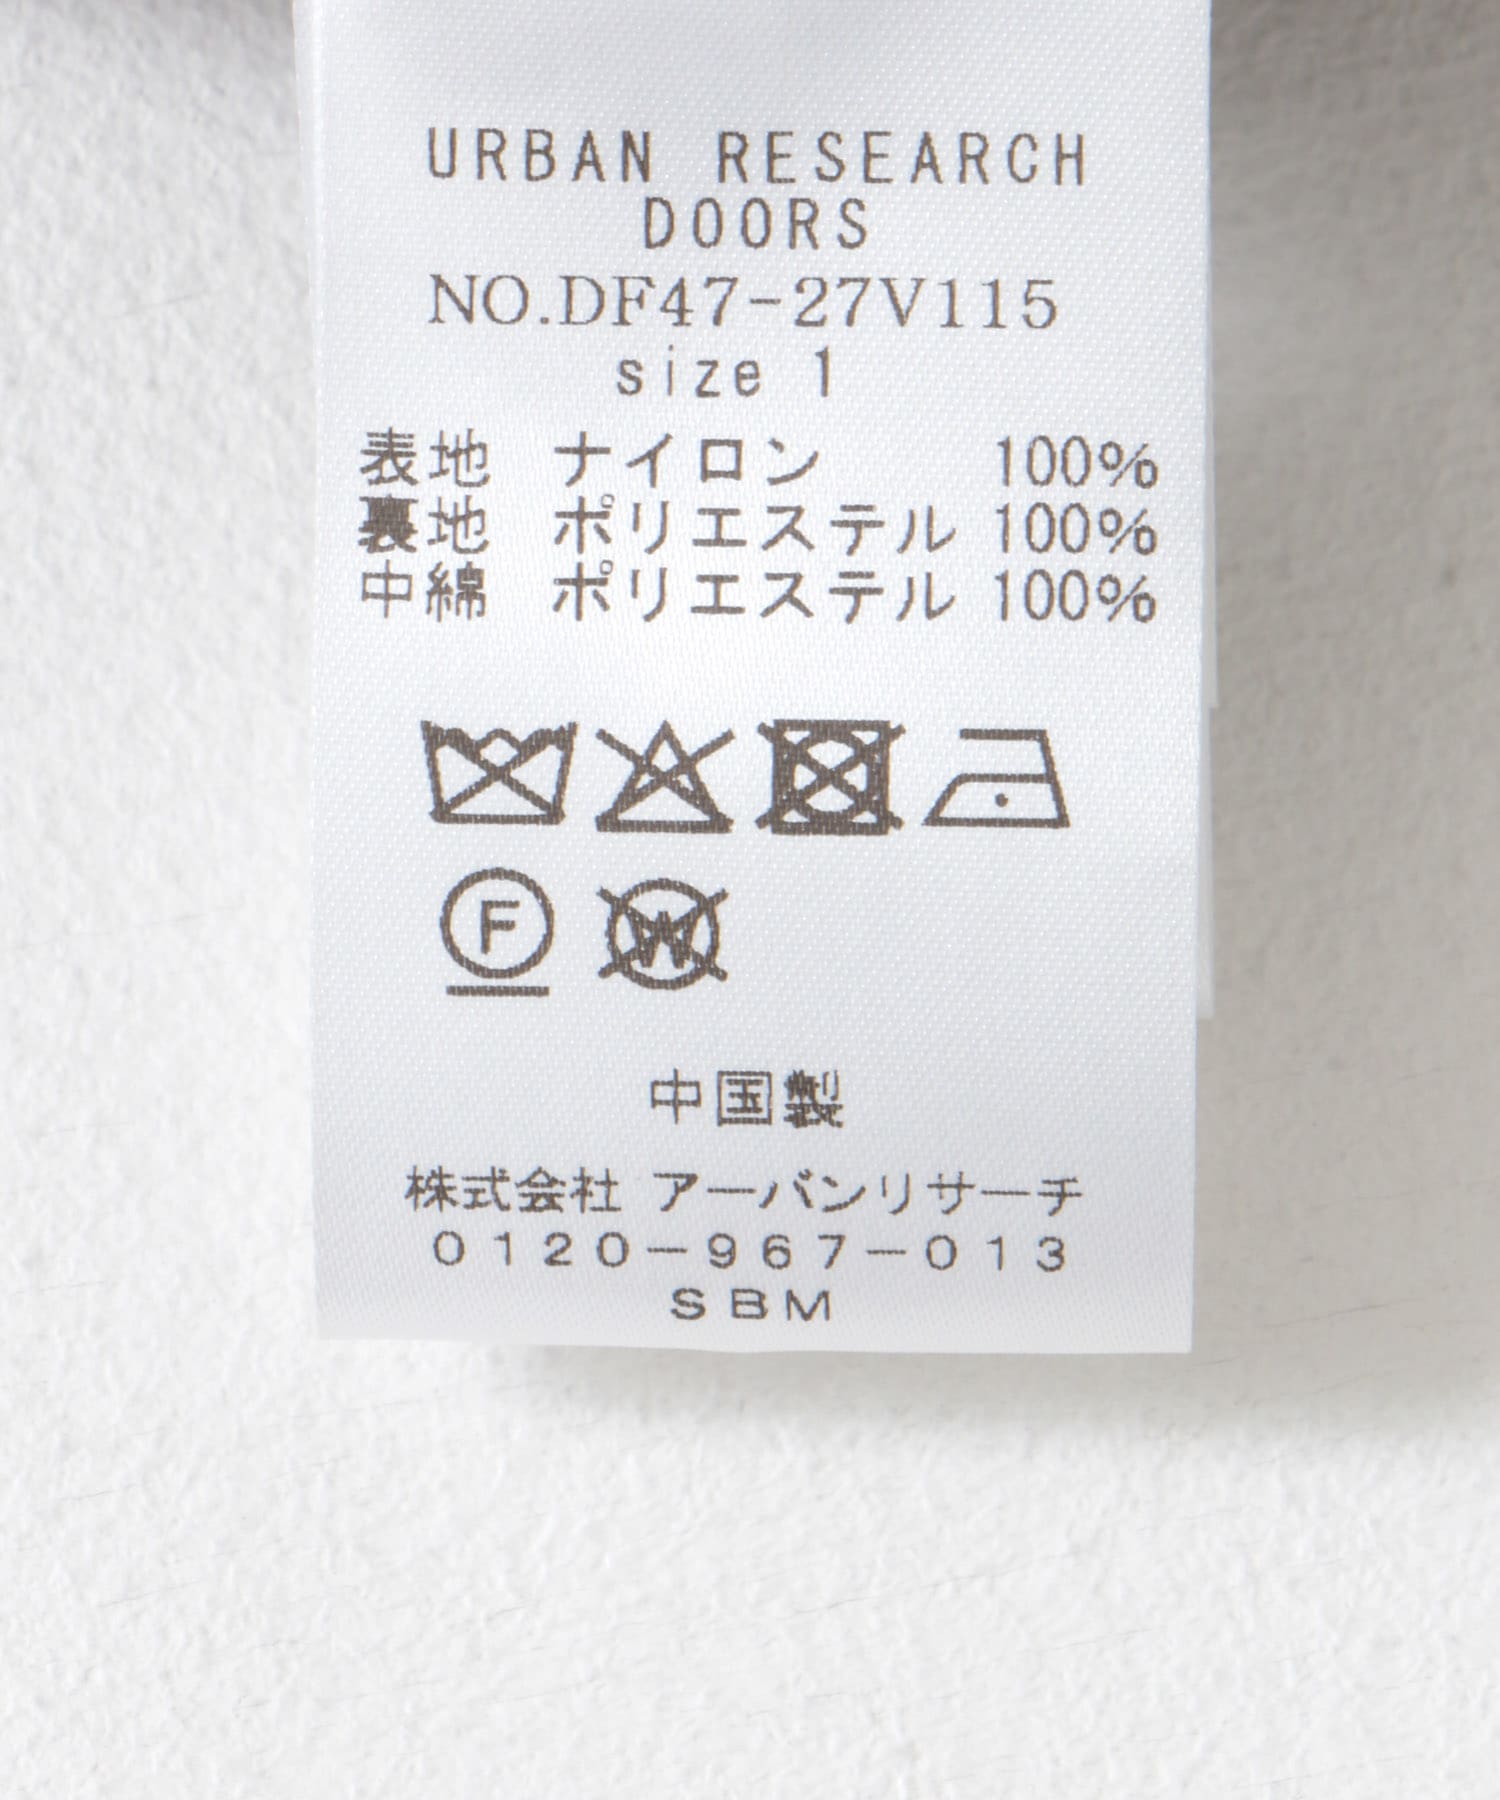 URBAN RESEARCH
DOORS
NO.DF47-27V115
size 1
表地 ナイロン 100%
裏地 ポリエステル 100%
中綿 ポリエステル 100%
F W
中国製
株式会社 アーバンリサーチ
0120-967-013
SBM